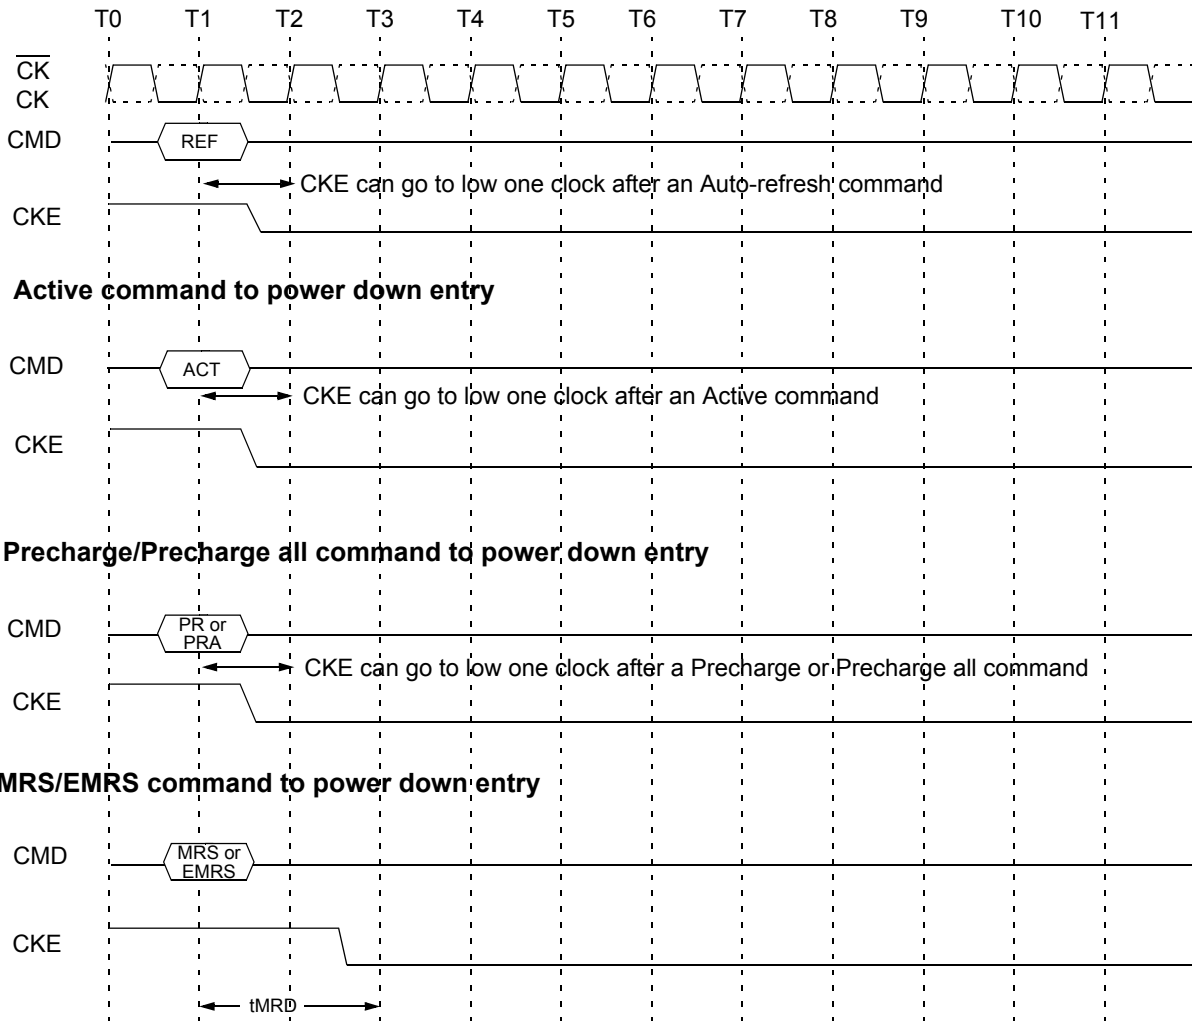 T0 T1 T2 T3 T4 T5 T6 T7 T8 T9 T10 T11
CK
CK
CMD
REF
CKE can go to low one clock after an Auto-refresh command
CKE
Active command to power down entry
CMD
ACT
CKE can go to low one clock after an Active command
CKE
Precharge/Precharge all command to power down entry
CMD
PR or
PRA
CKE can go to low one clock after a Precharge or Precharge all command
CKE
MRS/EMRS command to power down entry
CMD
MRS or
EMRS
CKE
tMRD